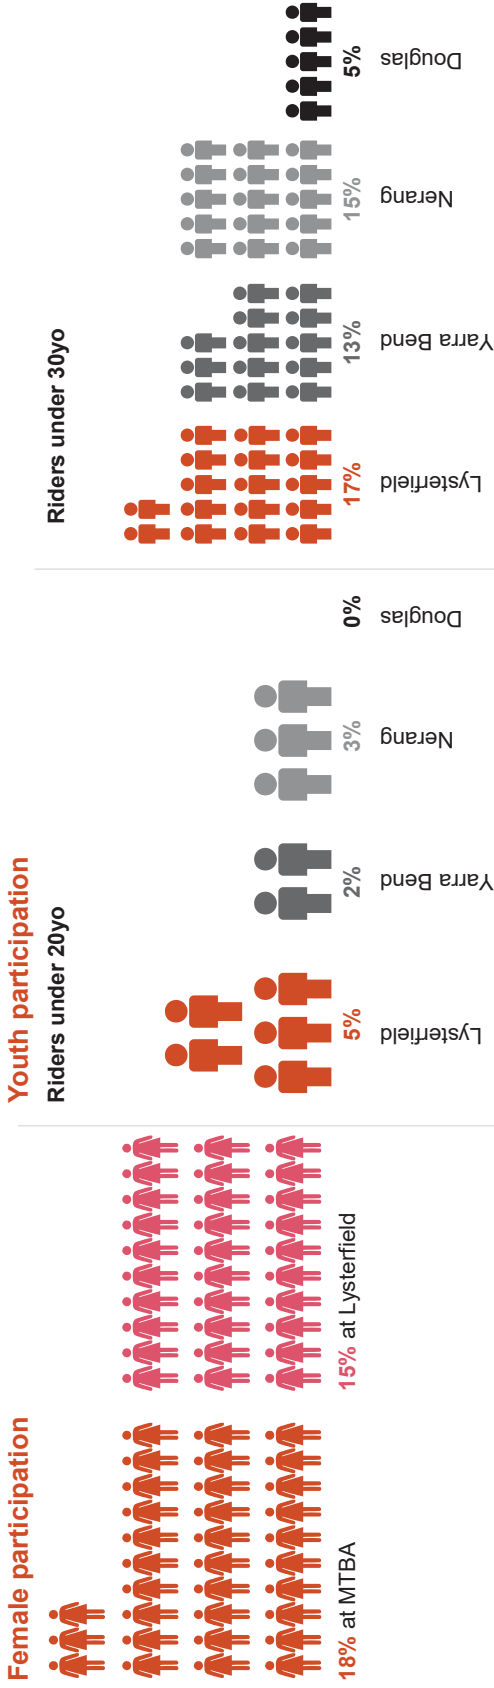 Female participation
18% at MTBA
15% at Lysterfield
Youth participation
Riders under 20yo
5%
2%
3%
0%
Lysterfield
Yarra Bend
Nerang
Douglas
Riders under 30yo
17%
13%
15%
5%
Lysterfield
Yarra Bend
Nerang
Douglas